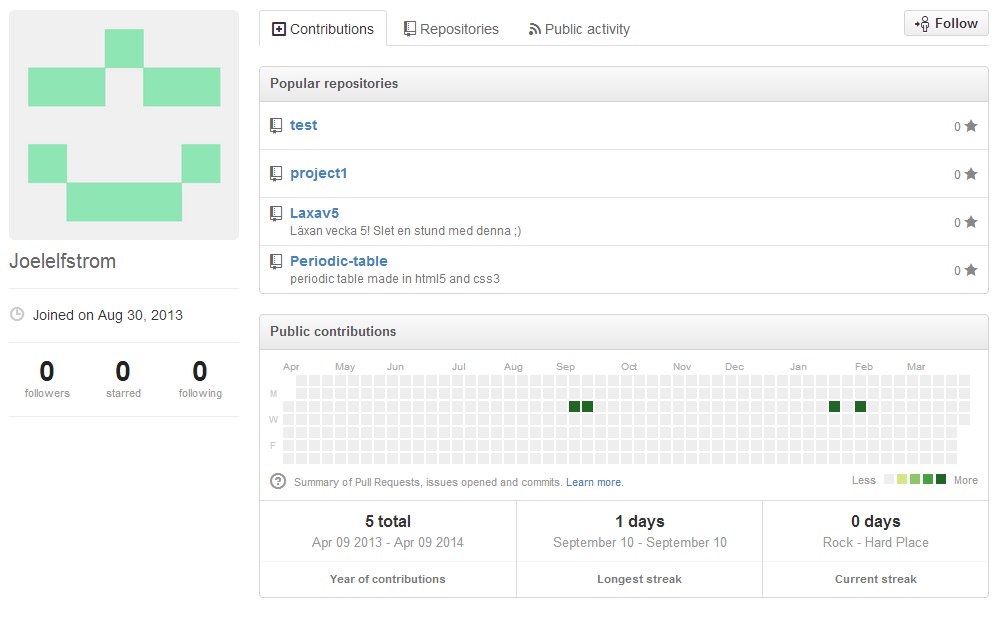 Contributions Repositories Public activity Follow
Popular repositories
test 0
project1 0
Laxav5
Läxan vecka 5! Slet en stund med denna ;) 0
Periodic-table
periodic table made in html5 and css3 0
Joelelfstrom
Joined on Aug 30, 2013
0 0 0
followers starred following
Public contributions
Apr May Jun Jul Aug Sep Oct Nov Dec Jan Feb Mar
M
W
F
? Summary of Pull Requests, issues opened and commits. Learn more. Less More
5 total 1 days 0 days
Apr 09 2013 - Apr 09 2014 September 10 - September 10 Rock - Hard Place
Year of contributions Longest streak Current streak